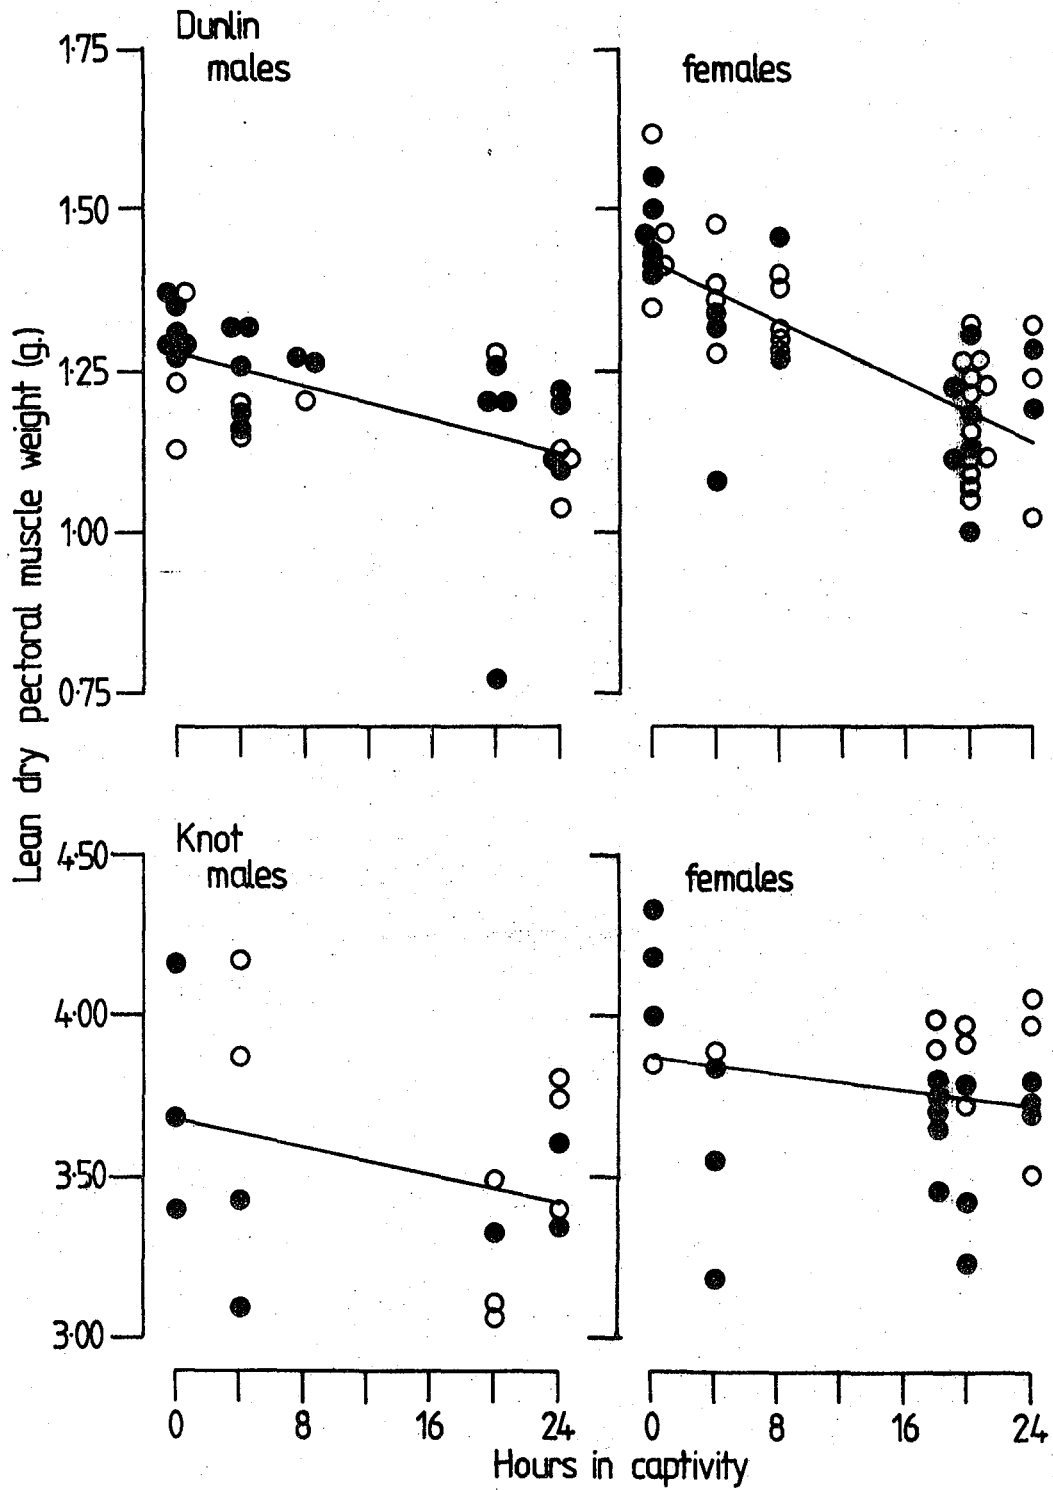 Dunlin
males
females
1·75
1·50
1·25
1·00
0·75
Lean dry pectoral muscle weight (g.)
Knot
males
females
4·50
4·00
3·50
3·00
0 8 16 24
0 8 16 24
Hours in captivity